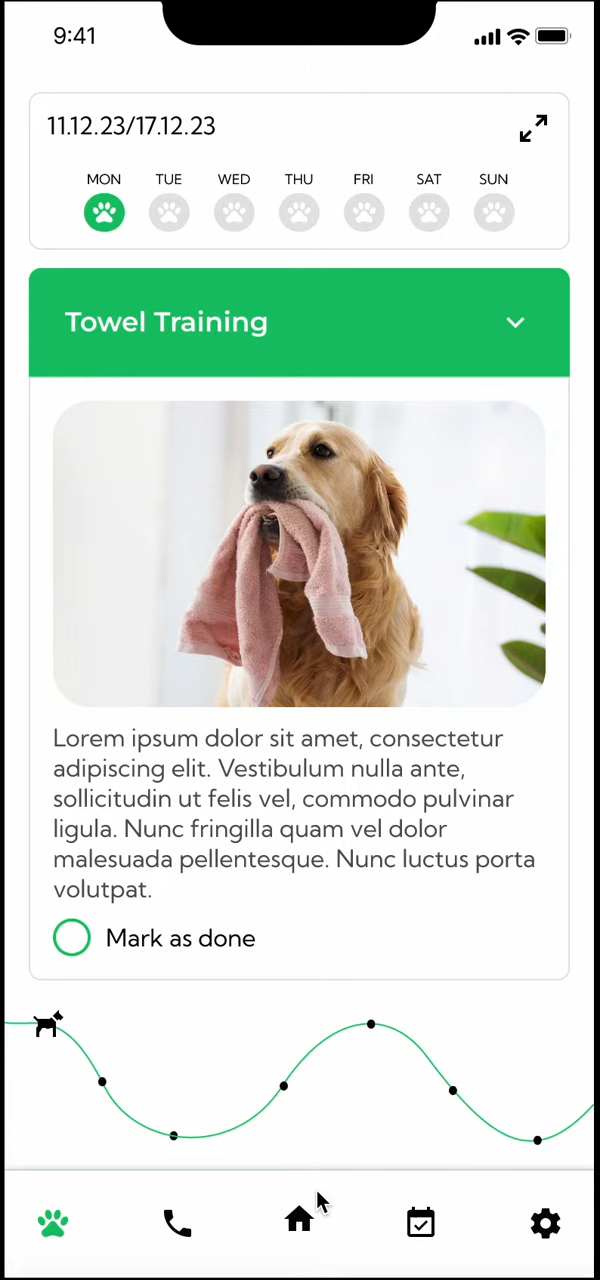 9:41
11.12.23/17.12.23
MON TUE WED THU FRI SAT SUN
Towel Training
Lorem ipsum dolor sit amet, consectetur
adipiscing elit. Vestibulum nulla ante,
sollicitudin ut felis vel, commodo pulvinar
ligula. Nunc fringilla quam vel dolor
malesuada pellentesque. Nunc luctus porta
volutpat.
Mark as done